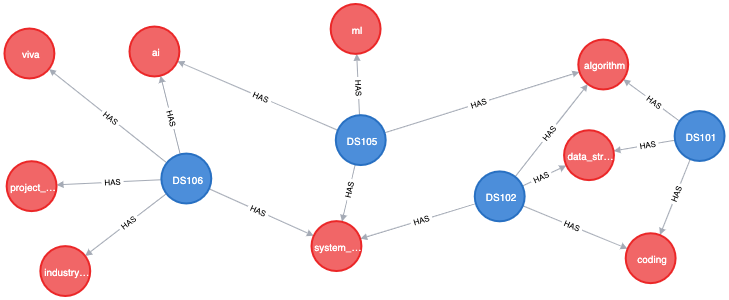 ml
viva
ai
algorithm
HAS
HAS
HAS
HAS
HAS
HAS
DS105
DS101
HAS
HAS
data_str...
HAS
DS106
HAS
HAS
project_...
DS102
HAS
HAS
HAS
HAS
HAS
HAS
system_...
coding
industry...